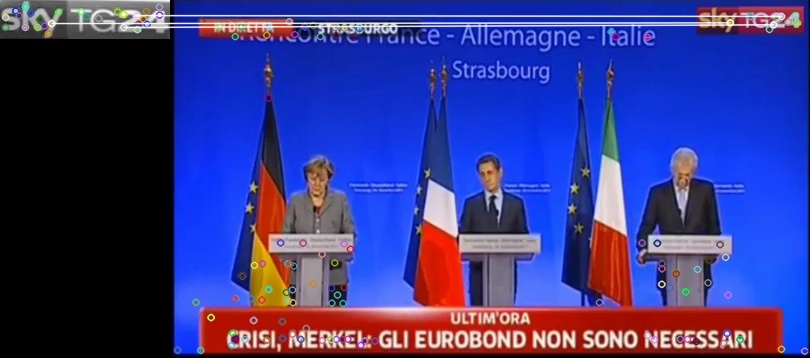 sky TG24
IN DIRETTA STRASBURGO
sky TG24
Rencontre France - Allemagne - Italie
Strasbourg
ULTIM'ORA
CRISI, MERKEL: GLI EUROBOND NON SONO NECESSARI